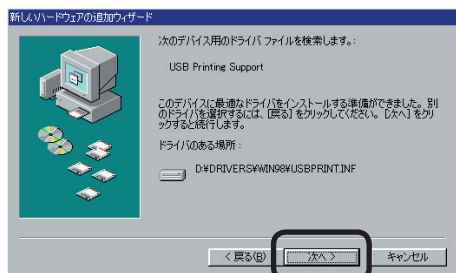 新しいハードウェアの追加ウィザード
次のデバイス用のドライバ ファイルを検索します。:
USB Printing Support
このデバイスに最適なドライバをインストールする準備ができました。別
のドライバを選択するには、[戻る] をクリックしてください。[次へ] をクリ
ックすると続行します。
ドライバのある場所 :
D:¥DRIVERS¥WIN98¥USBPRINT.INF
< 戻る(B)
次へ >
キャンセル